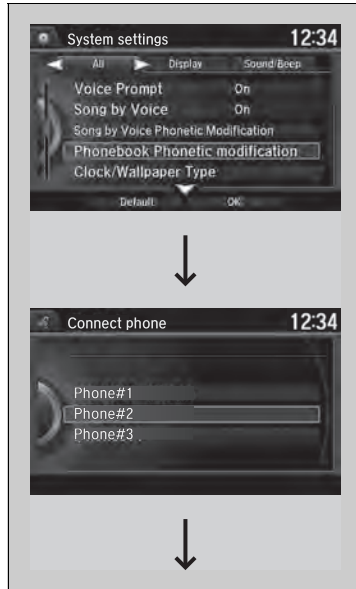 System settings 12:34
All Display Sound/Beep
Voice Prompt On
Song by Voice On
Song by Voice Phonetic Modification
Phonebook Phonetic modification
Clock/Wallpaper Type
Default OK
Connect phone 12:34
Phone#1
Phone#2
Phone#3